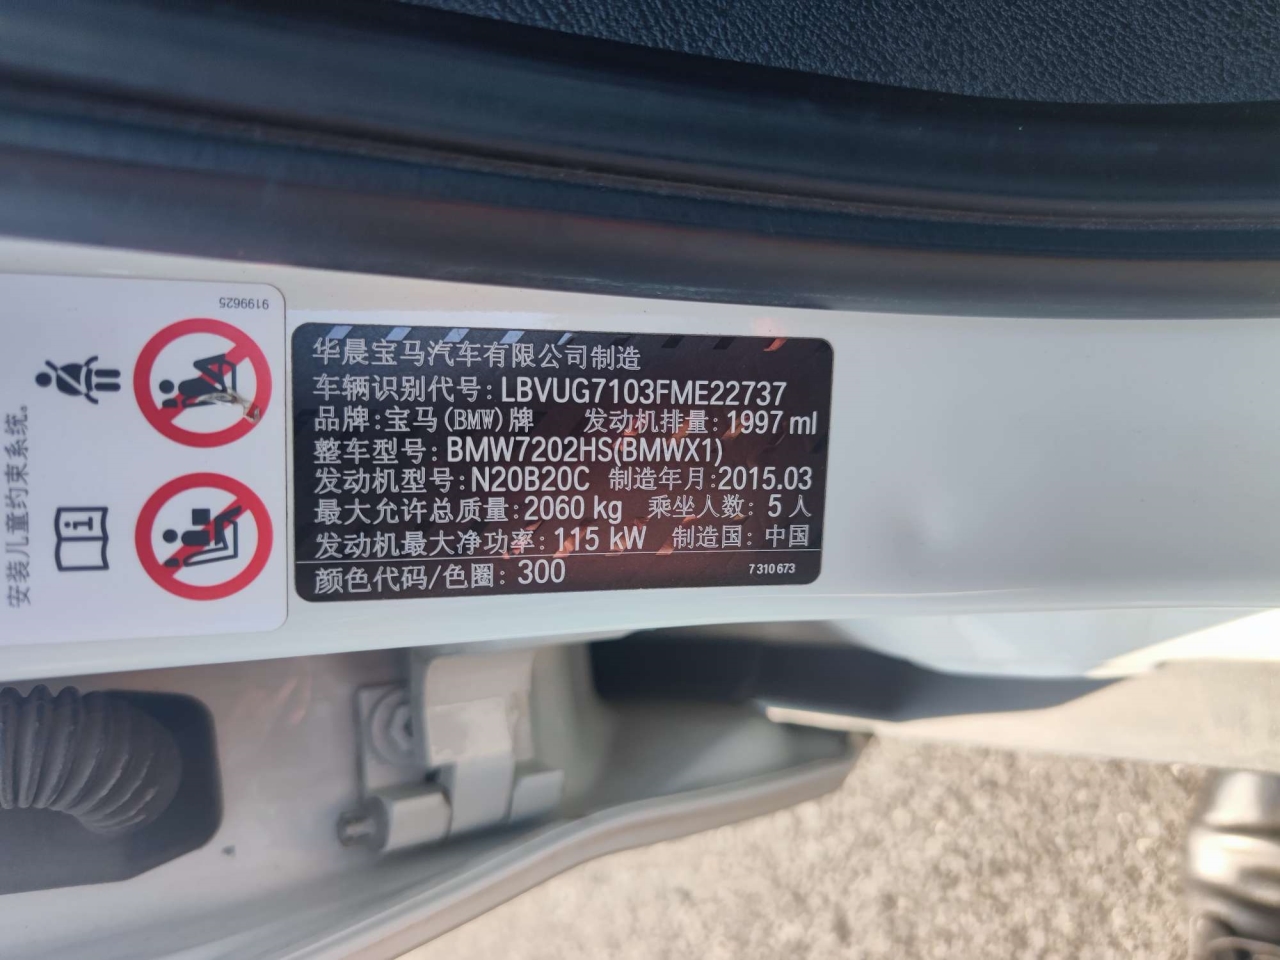 9199625
安装儿童约束系统。
华晨宝马汽车有限公司制造
车辆识别代号: LBVUG7103FME22737
品牌: 宝马(BMW)牌 发动机排量: 1997 ml
整车型号: BMW7202HS(BMWX1)
发动机型号: N20B20C 制造年月: 2015.03
最大允许总质量: 2060 kg 乘坐人数: 5 人
发动机最大净功率: 115 kW 制造国: 中国
颜色代码/色圈: 300 7 310 673